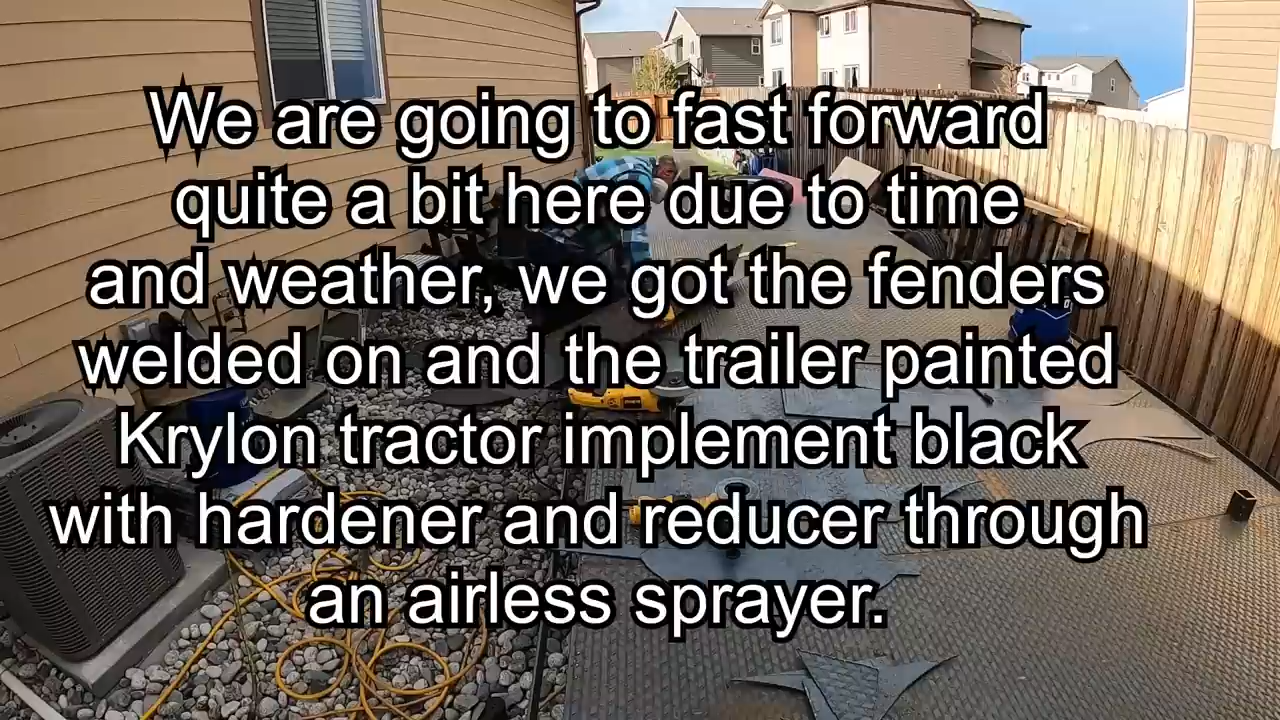 We are going to fast forward
quite a bit here due to time
and weather, we got the fenders
welded on and the trailer painted
Krylon tractor implement black
with hardener and reducer through
an airless sprayer.